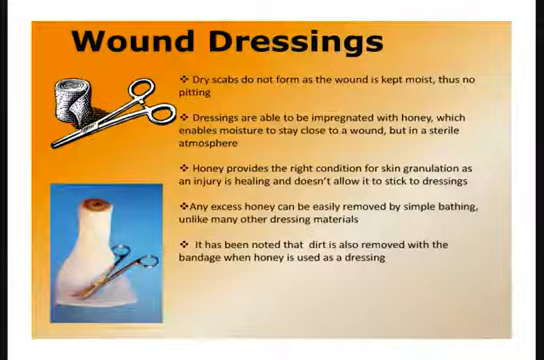 Wound Dressings
❖ Dry scabs do not form as the wound is kept moist, thus no
pitting
❖ Dressings are able to be impregnated with honey, which
enables moisture to stay close to a wound, but in a sterile
atmosphere
❖ Honey provides the right condition for skin granulation as
an injury is healing and doesn't allow it to stick to dressings
❖Any excess honey can be easily removed by simple bathing,
unlike many other dressing materials
❖ It has been noted that dirt is also removed with the
bandage when honey is used as a dressing